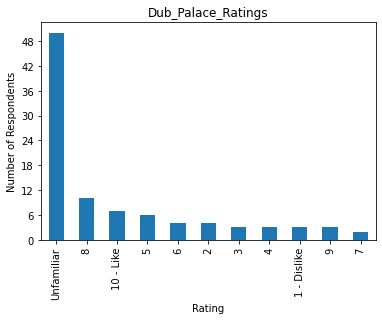 Dub_Palace_Ratings
Number of Respondents
48
42
36
30
24
18
12
6
0
Unfamiliar
8
10 - Like
5
6
2
3
4
1 - Dislike
9
7
Rating